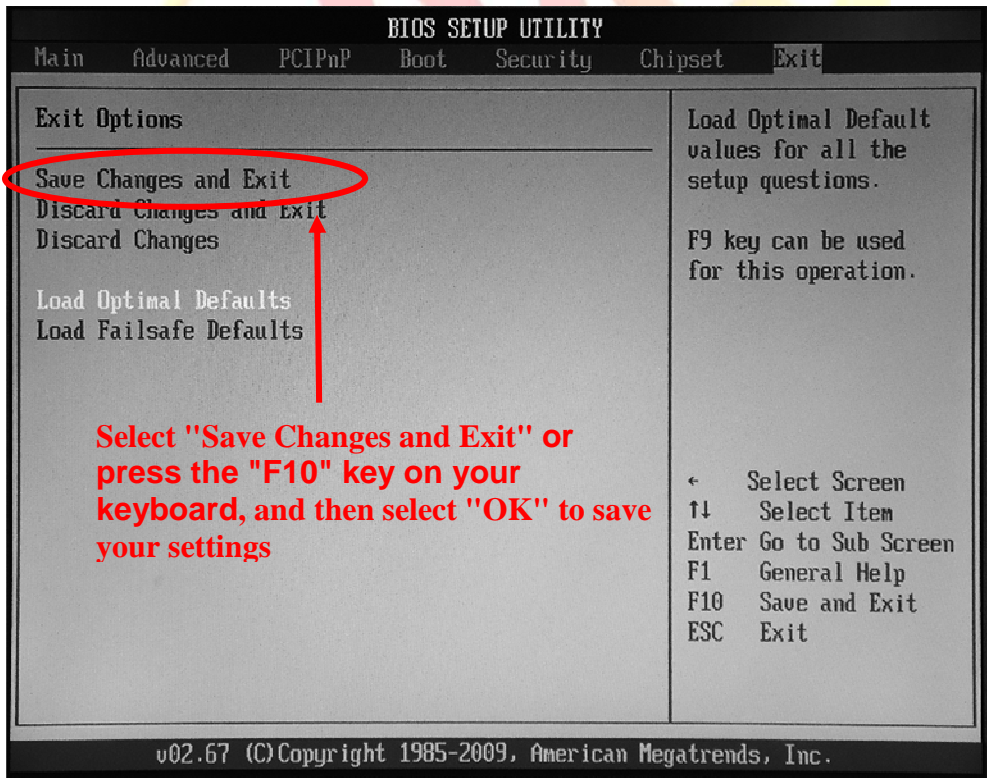 BIOS SETUP UTILITY
Main Advanced PCIPnP Boot Security Chipset Exit
Exit Options
Save Changes and Exit
Discard Changes and Exit
Discard Changes
Load Optimal Defaults
Load Failsafe Defaults
Select "Save Changes and Exit" or
press the "F10" key on your
keyboard, and then select "OK" to save
your settings
Load Optimal Default
values for all the
setup questions.
F9 key can be used
for this operation.
← Select Screen
↑↓ Select Item
Enter Go to Sub Screen
F1 General Help
F10 Save and Exit
ESC Exit
v02.67 (C)Copyright 1985-2009, American Megatrends, Inc.